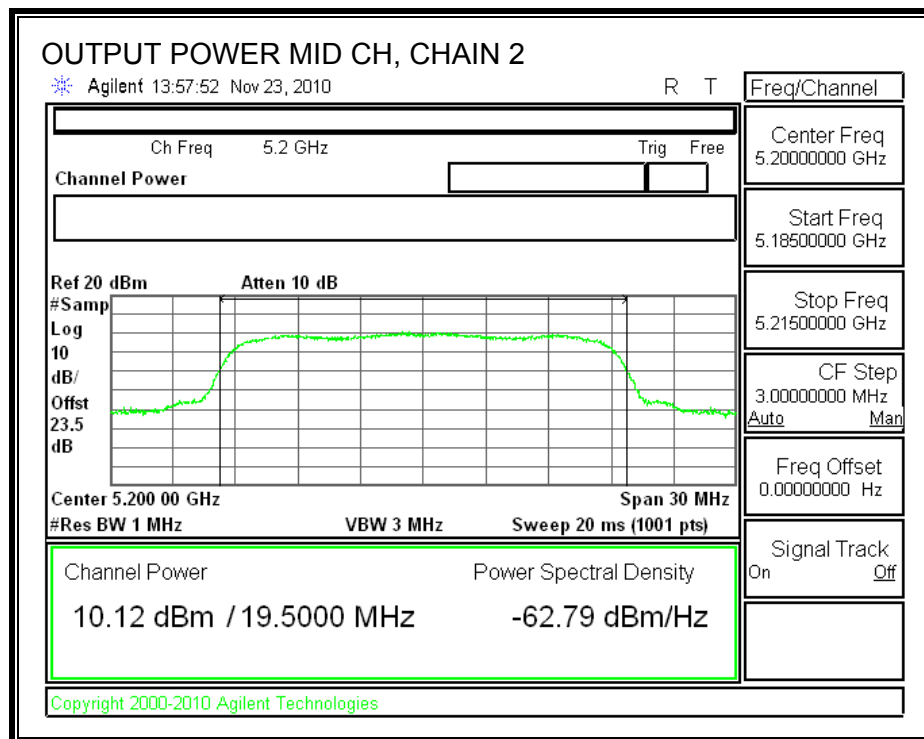 OUTPUT POWER MID CH, CHAIN 2
Agilent 13:57:52 Nov 23, 2010
R T
Freq/Channel
Ch Freq 5.2 GHz
Trig Free
Channel Power
Center Freq
5.20000000 GHz
Start Freq
5.18500000 GHz
Stop Freq
5.21500000 GHz
CF Step
3.00000000 MHz
Auto Man
Freq Offset
0.00000000 Hz
Signal Track
On Off
Ref 20 dBm
Atten 10 dB
#Samp
Log
10
dB/
Offst
23.5
dB
Center 5.200 00 GHz
Span 30 MHz
#Res BW 1 MHz
VBW 3 MHz
Sweep 20 ms (1001 pts)
Channel Power
Power Spectral Density
10.12 dBm / 19.5000 MHz
-62.79 dBm/Hz
Copyright 2000-2010 Agilent Technologies